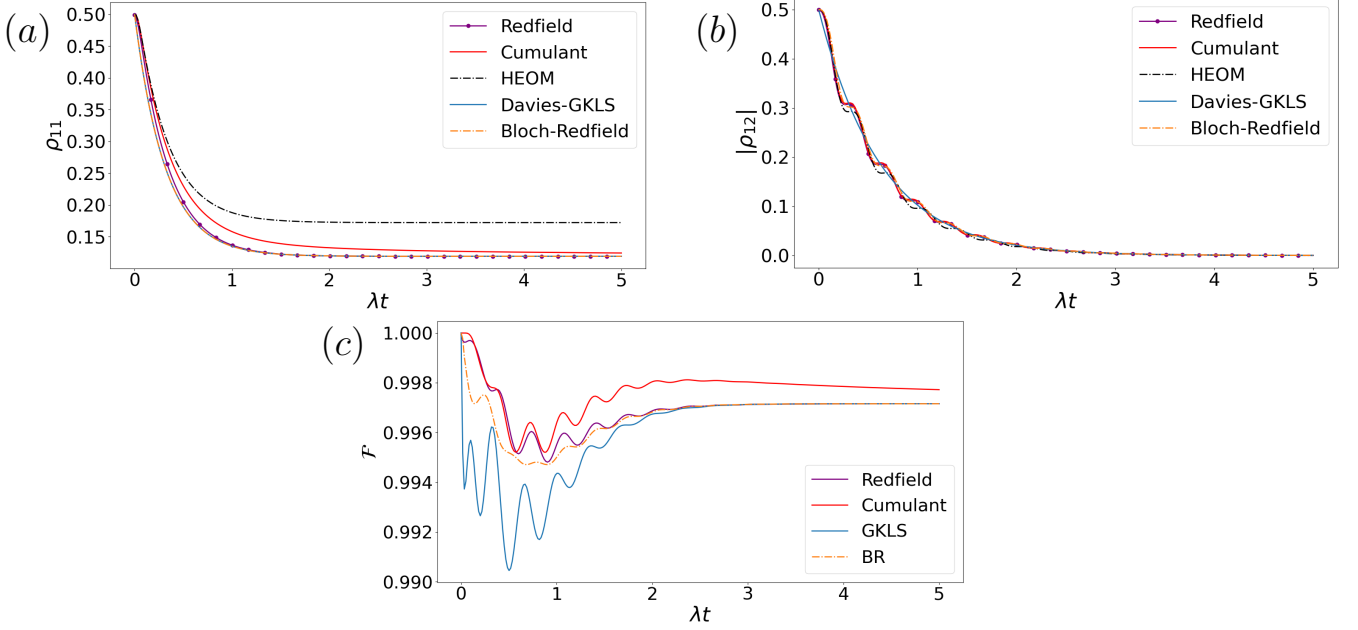 (a)
ρ₁₁
0.50
0.45
0.40
0.35
0.30
0.25
0.20
0.15
0 1 2 3 4 5
λt
Redfield
Cumulant
HEOM
Davies-GKLS
Bloch-Redfield
(b)
|ρ₁₂|
0.5
0.4
0.3
0.2
0.1
0.0
0 1 2 3 4 5
λt
Redfield
Cumulant
HEOM
Davies-GKLS
Bloch-Redfield
(c)
ℱ
1.000
0.998
0.996
0.994
0.992
0.990
0 1 2 3 4 5
λt
Redfield
Cumulant
GKLS
BR